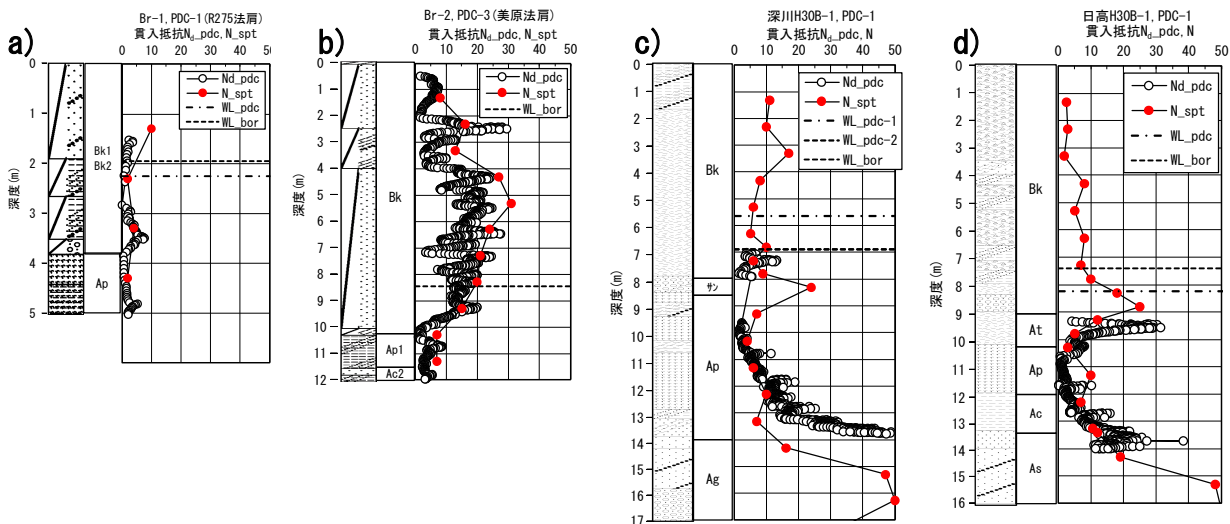 a)
Br-1, PDC-1(R275法肩)
貫入抵抗Nd_pdc, N_spt
0 10 20 30 40 50
深度(m)
0
1
2
3
4
5
Bk1
Bk2
Ap
Nd_pdc
N_spt
WL_pdc
WL_bor
b)
Br-2, PDC-3(美原法肩)
貫入抵抗Nd_pdc, N_spt
0 10 20 30 40 50
深度(m)
0
1
2
3
4
5
6
7
8
9
10
11
12
Bk
Ap1
Ac2
Nd_pdc
N_spt
WL_bor
c)
深川H30B-1, PDC-1
貫入抵抗Nd_pdc, N
0 10 20 30 40 50
深度(m)
0
1
2
3
4
5
6
7
8
9
10
11
12
13
14
15
16
17
Bk
サン
Ap
Ag
Nd_pdc
N_spt
WL_pdc-1
WL_pdc-2
WL_bor
d)
日高H30B-1, PDC-1
貫入抵抗Nd_pdc, N
0 10 20 30 40 50
深度(m)
0
1
2
3
4
5
6
7
8
9
10
11
12
13
14
15
16
Bk
At
Ap
Ac
As
Nd_pdc
N_spt
WL_pdc
WL_bor